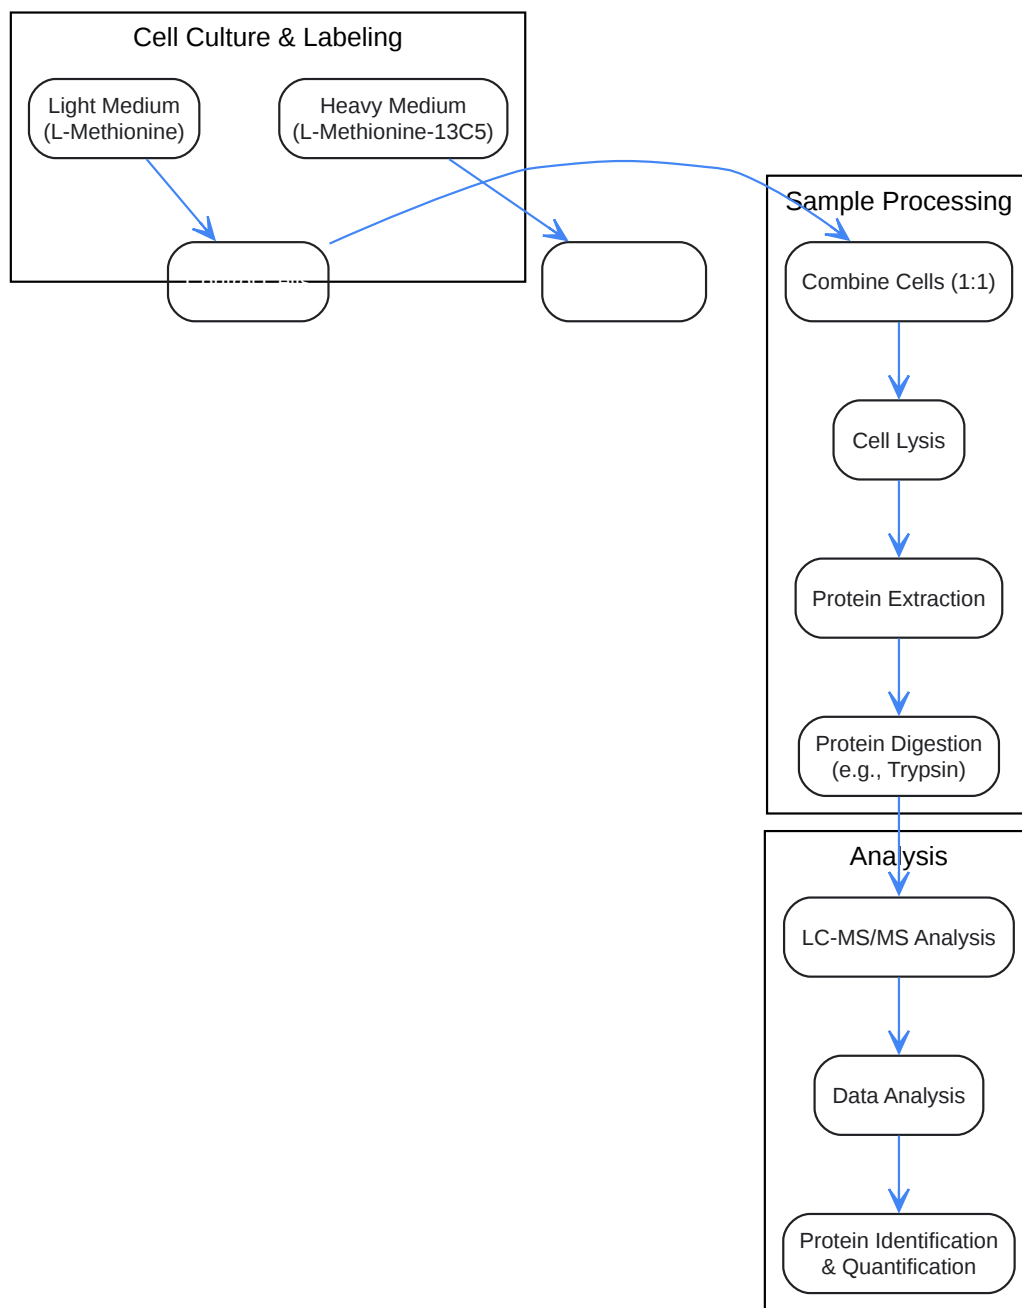 Cell Culture & Labeling
Light Medium
(L-Methionine)
Heavy Medium
(L-Methionine-13C5)
Sample Processing
Combine Cells (1:1)
Cell Lysis
Protein Extraction
Protein Digestion
(e.g., Trypsin)
Analysis
LC-MS/MS Analysis
Data Analysis
Protein Identification
& Quantification